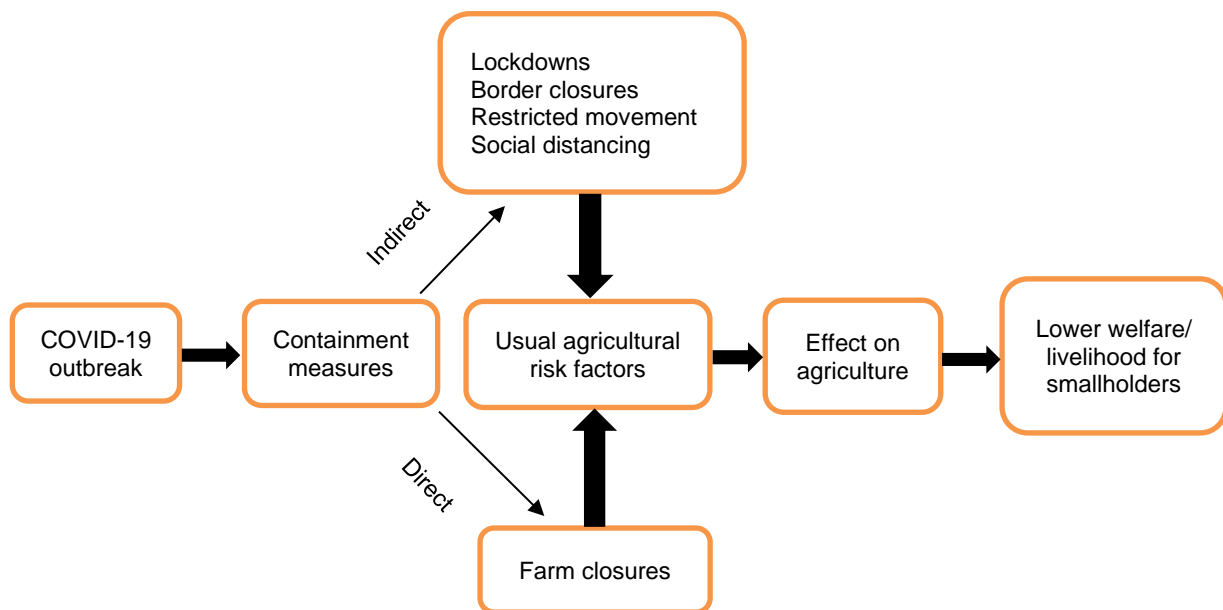 Lockdowns
Border closures
Restricted movement
Social distancing
Indirect
COVID-19
outbreak
Containment
measures
Usual agricultural
risk factors
Effect on
agriculture
Lower welfare/
livelihood for
smallholders
Direct
Farm closures